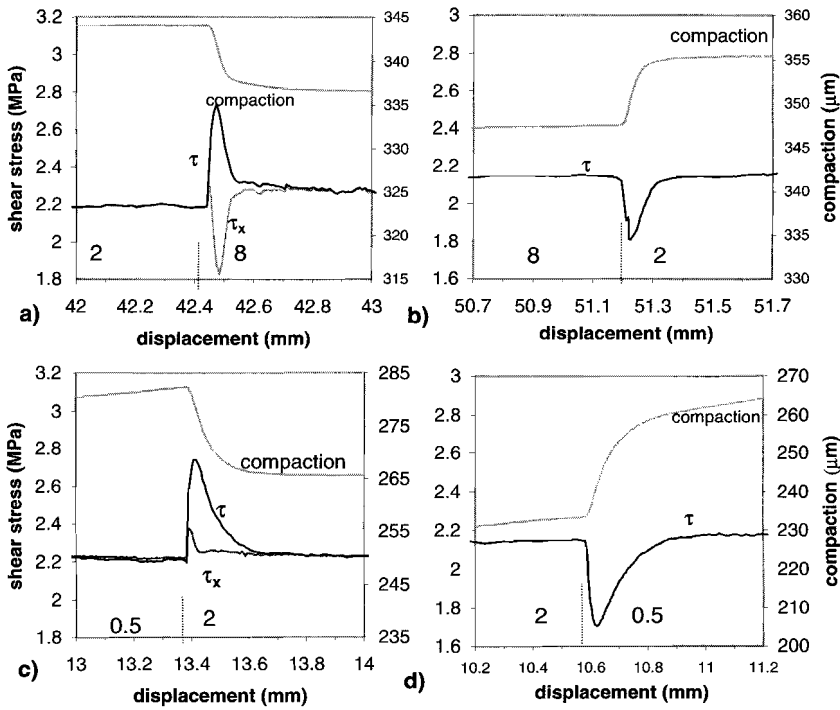 3.2
3
2.8
2.6
2.4
2.2
2
1.8
shear stress (MPa)
345
340
335
330
325
320
315
compaction
τ
τx
2
8
42 42.2 42.4 42.6 42.8 43
a)
displacement (mm)
3
2.8
2.6
2.4
2.2
2
1.8
1.6
360
355
350
345
340
335
330
compaction (μm)
compaction
τ
8
2
50.7 50.9 51.1 51.3 51.5 51.7
b)
displacement (mm)
3.2
3
2.8
2.6
2.4
2.2
2
1.8
shear stress (MPa)
285
275
265
255
245
235
compaction
τ
τx
0.5
2
13 13.2 13.4 13.6 13.8 14
c)
displacement (mm)
3
2.8
2.6
2.4
2.2
2
1.8
1.6
270
260
250
240
230
220
210
200
compaction (μm)
compaction
τ
2
0.5
10.2 10.4 10.6 10.8 11 11.2
d)
displacement (mm)